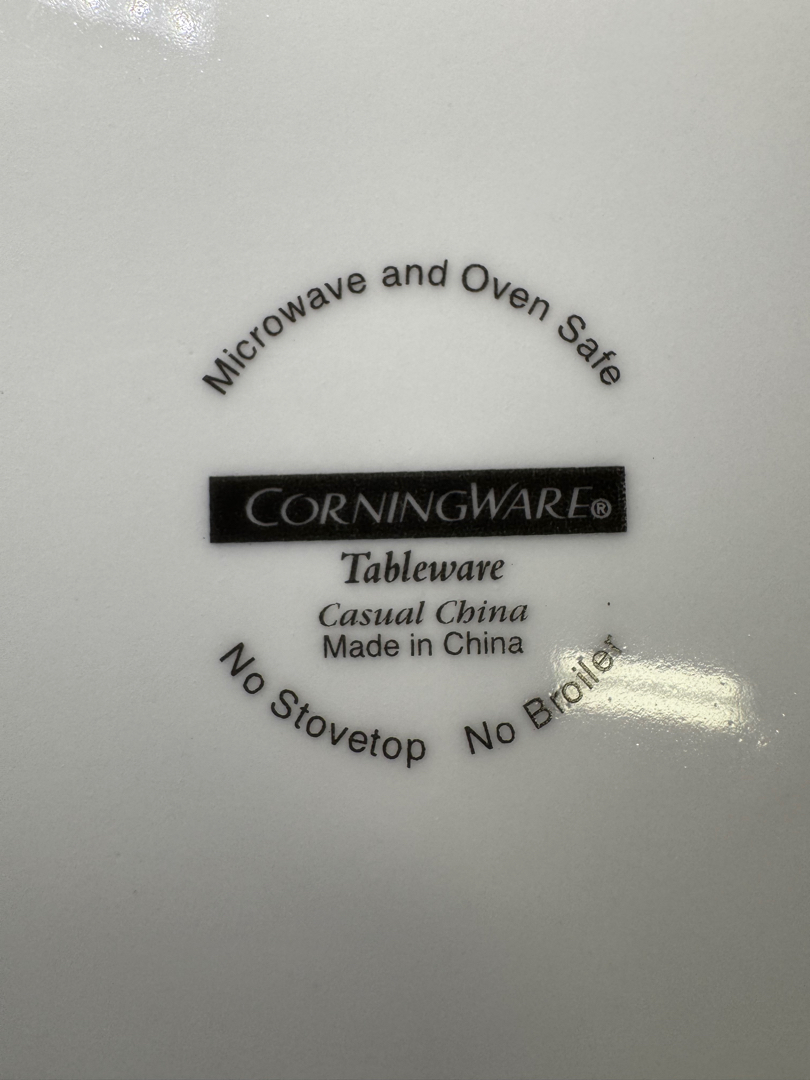 Microwave and Oven Safe
CORNINGWARE®
Tableware
Casual China
Made in China
No Stovetop No Broiler